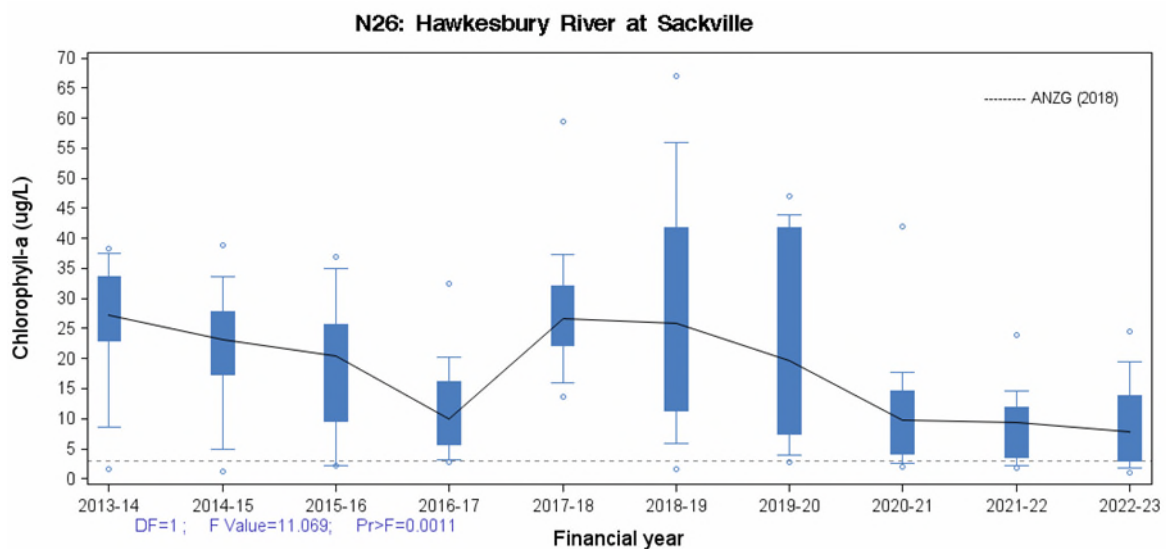 N26: Hawkesbury River at Sackville
70
65
60
55
50
45
40
35
30
25
20
15
10
5
0
Chlorophyll-a (ug/L)
ANZG (2018)
2013-14 2014-15 2015-16 2016-17 2017-18 2018-19 2019-20 2020-21 2021-22 2022-23
DF=1 ; F Value=11.069; Pr>F=0.0011
Financial year